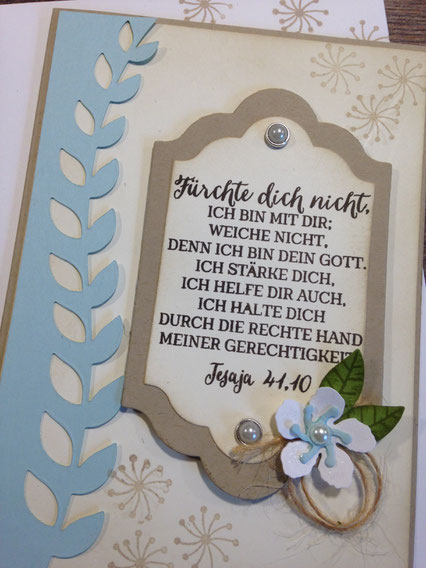 Fürchte dich nicht,
ICH BIN MIT DIR;
WEICHE NICHT,
DENN ICH BIN DEIN GOTT.
ICH STÄRKE DICH,
ICH HELFE DIR AUCH,
ICH HALTE DICH
DURCH DIE RECHTE HAND
MEINER GERECHTIGKEIT
Jesaja 41,10